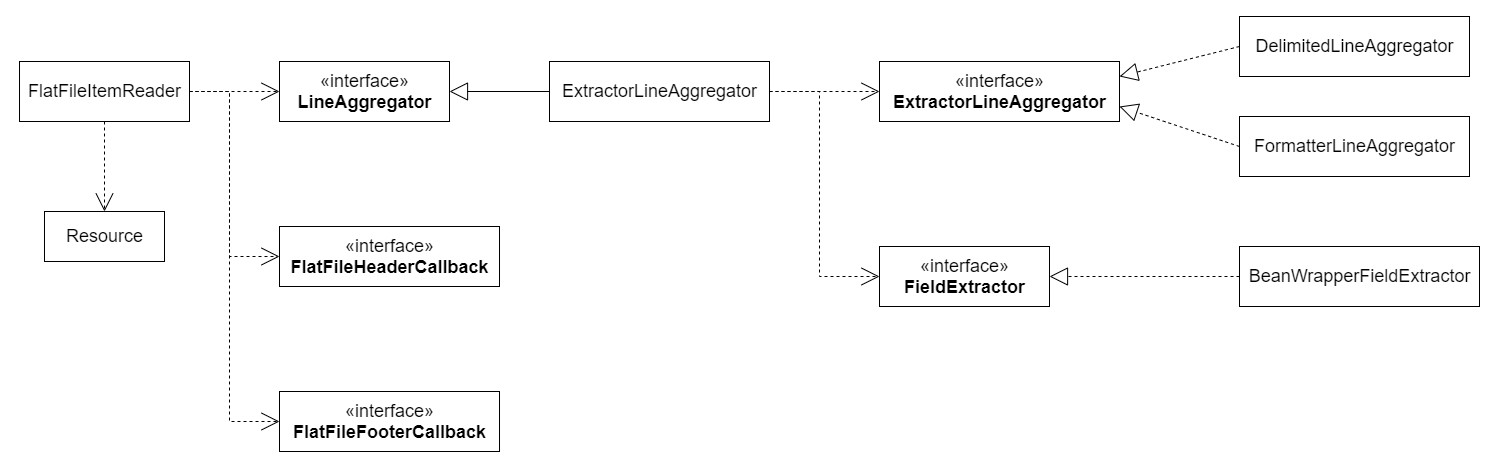 FlatFileItemReader
«interface»
LineAggregator
ExtractorLineAggregator
«interface»
ExtractorLineAggregator
DelimitedLineAggregator
FormatterLineAggregator
Resource
«interface»
FlatFileHeaderCallback
«interface»
FieldExtractor
BeanWrapperFieldExtractor
«interface»
FlatFileFooterCallback